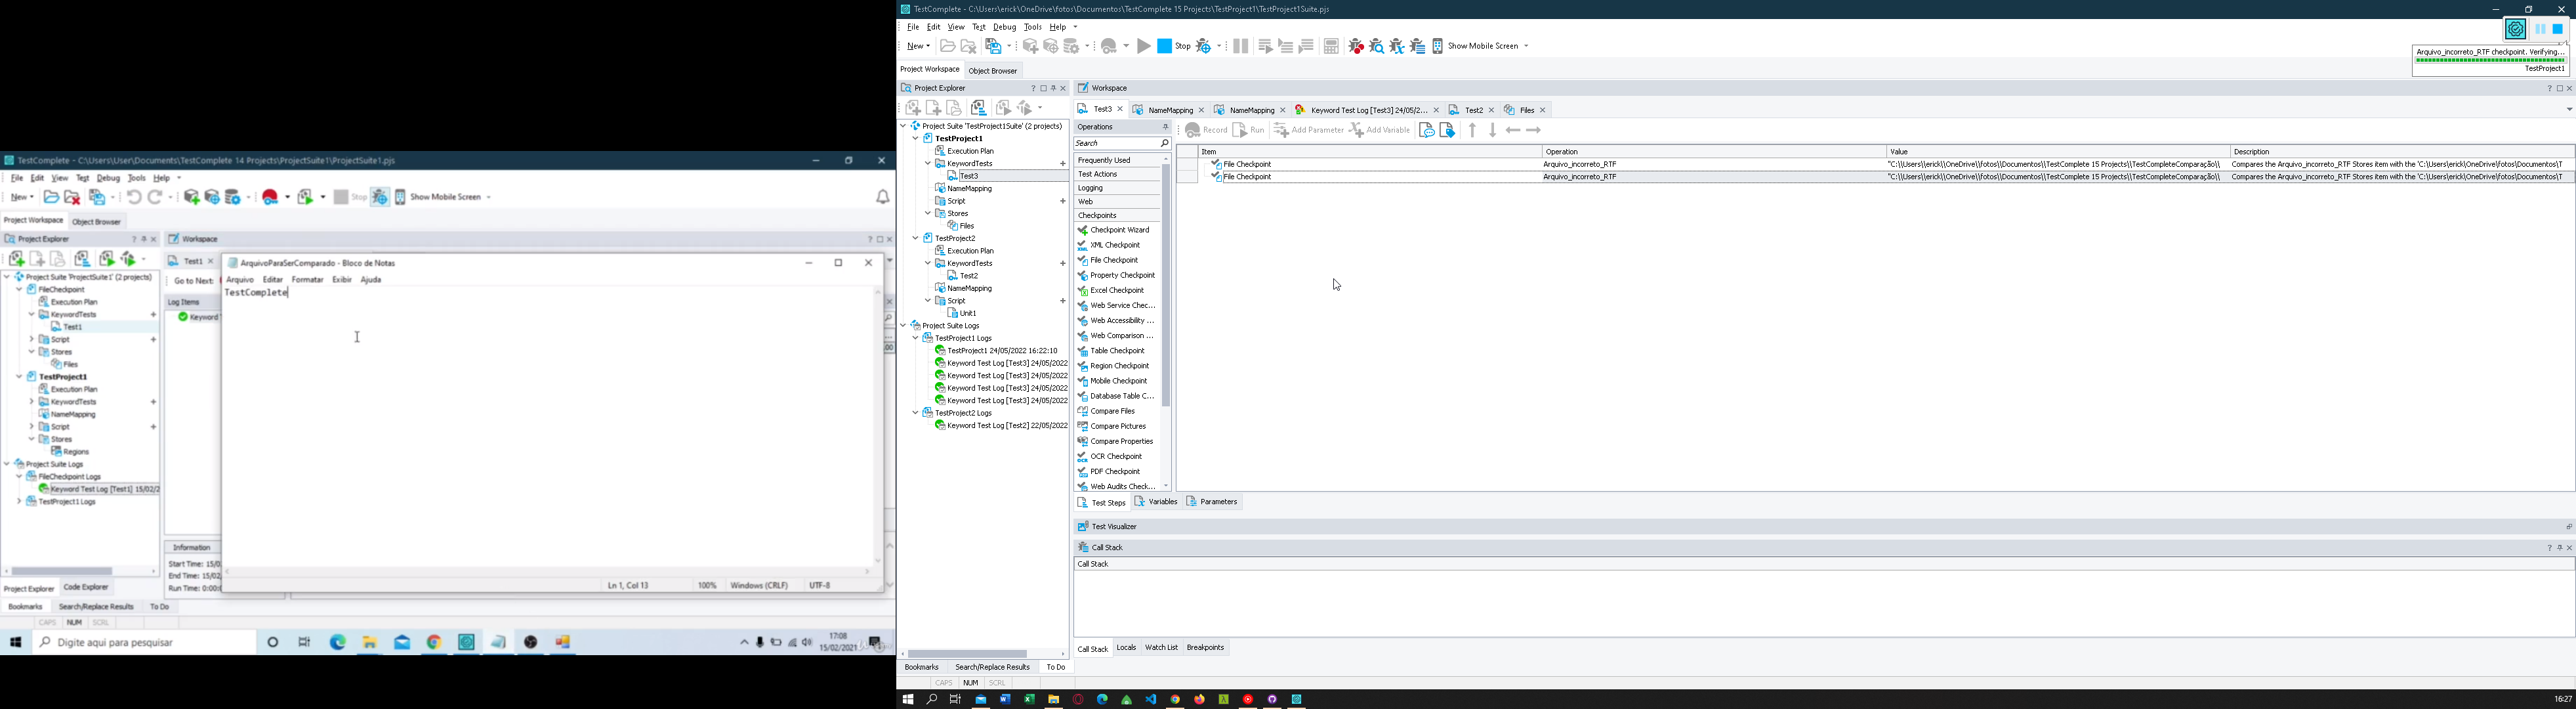 TestComplete - C:\Users\User\Documents\TestComplete 14 Projects\ProjectSuite1\ProjectSuite1.pjs
File Edit View Test Debug Tools Help
New Stop Show Mobile Screen
Project Workspace Object Browser
Project Explorer
Workspace
Project Suite 'ProjectSuite1' (2 projects)
FileCheckpoint
Execution Plan
KeywordTests
Test1
Script
Stores
Files
TestProject1
Execution Plan
KeywordTests
NameMapping
Script
Stores
Regions
Project Suite Logs
FileCheckpoint Logs
Keyword Test Log [Test1] 15/02/2
TestProject1 Logs
Project Explorer Code Explorer
Bookmarks Search/Replace Results To Do
CAPS NUM SCRL
Test1
Go to Next:
Log Items
Keyword
Information
Start Time: 15/0
End Time: 15/02
Run Time: 0:00:0
ArquivoParaSerComparado - Bloco de Notas
Arquivo Editar Formatar Exibir Ajuda
TestComplete
Ln 1, Col 13 100% Windows (CRLF) UTF-8
Digite aqui para pesquisar
17:08
15/02/2021
TestComplete - C:\Users\erick\OneDrive\fotos\Documentos\TestComplete 15 Projects\TestProject1\TestProject1Suite.pjs
File Edit View Test Debug Tools Help
New Stop Show Mobile Screen
Arquivo_incorreto_RTF checkpoint. Verifying...
TestProject1
Project Workspace Object Browser
Project Explorer
Project Suite 'TestProject1Suite' (2 projects)
TestProject1
Execution Plan
KeywordTests
Test3
NameMapping
Script
Stores
Files
TestProject2
Execution Plan
KeywordTests
Test2
NameMapping
Script
Unit1
Project Suite Logs
TestProject1 Logs
TestProject1 24/05/2022 16:22:10
Keyword Test Log [Test3] 24/05/2022
Keyword Test Log [Test3] 24/05/2022
Keyword Test Log [Test3] 24/05/2022
Keyword Test Log [Test3] 24/05/2022
TestProject2 Logs
Keyword Test Log [Test2] 22/05/2022
Bookmarks Search/Replace Results To Do
CAPS NUM SCRL
Workspace
Test3 NameMapping NameMapping Keyword Test Log [Test3] 24/05/2... Test2 Files
Operations
Search
Frequently Used
Test Actions
Logging
Web
Checkpoints
Checkpoint Wizard
XML Checkpoint
File Checkpoint
Property Checkpoint
Excel Checkpoint
Web Service Chec...
Web Accessibility ...
Web Comparison ...
Table Checkpoint
Region Checkpoint
Mobile Checkpoint
Database Table C...
Compare Files
Compare Pictures
Compare Properties
OCR Checkpoint
PDF Checkpoint
Web Audits Check...
Record Run Add Parameter Add Variable
Item Operation Value Description
File Checkpoint Arquivo_incorreto_RTF "C:\\Users\\erick\\OneDrive\\fotos\\Documentos\\TestComplete 15 Projects\\TestCompleteComparação\\ Compares the Arquivo_incorreto_RTF Stores item with the 'C:\Users\erick\OneDrive\fotos\Documentos\T
File Checkpoint Arquivo_incorreto_RTF "C:\\Users\\erick\\OneDrive\\fotos\\Documentos\\TestComplete 15 Projects\\TestCompleteComparação\\ Compares the Arquivo_incorreto_RTF Stores item with the 'C:\Users\erick\OneDrive\fotos\Documentos\T
Test Steps Variables Parameters
Test Visualizer
Call Stack
Call Stack
Call Stack Locals Watch List Breakpoints
16:27